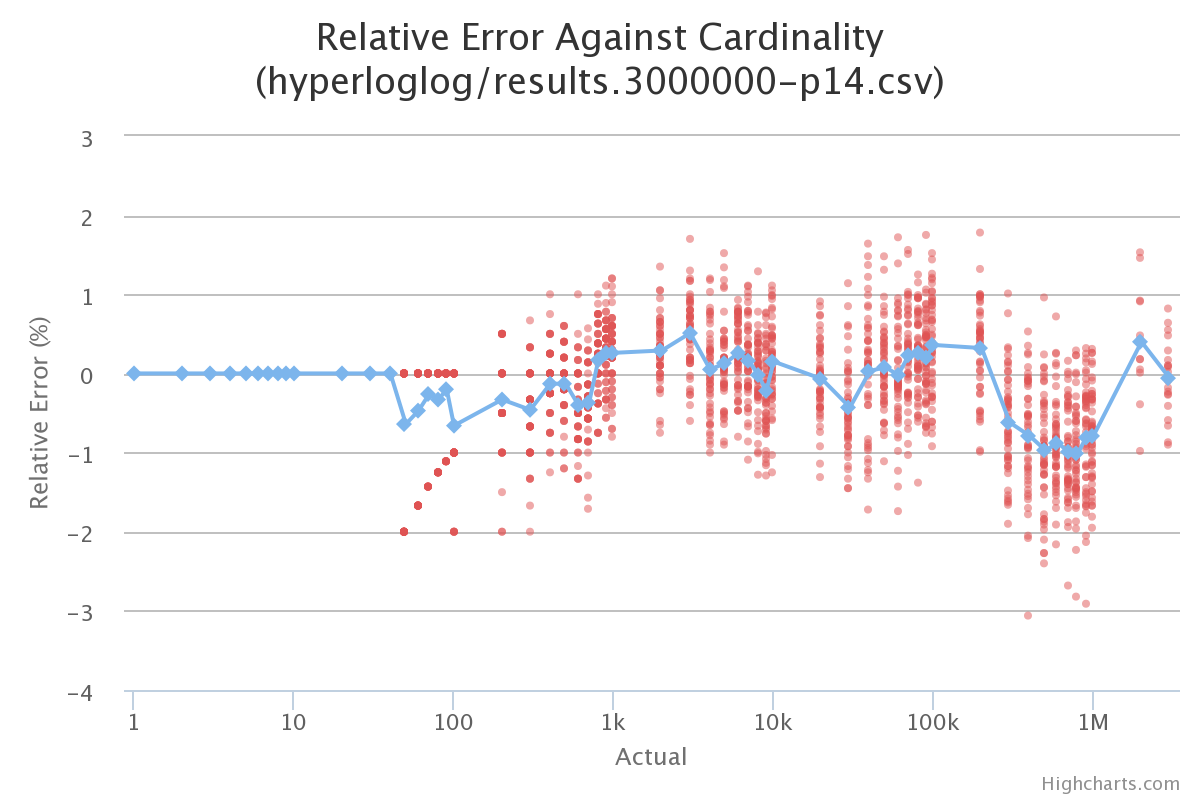 Relative Error Against Cardinality
(hyperloglog/results.3000000-p14.csv)
Relative Error (%)
3
2
1
0
−1
−2
−3
−4
1
10
100
1k
10k
100k
1M
Actual
Highcharts.com